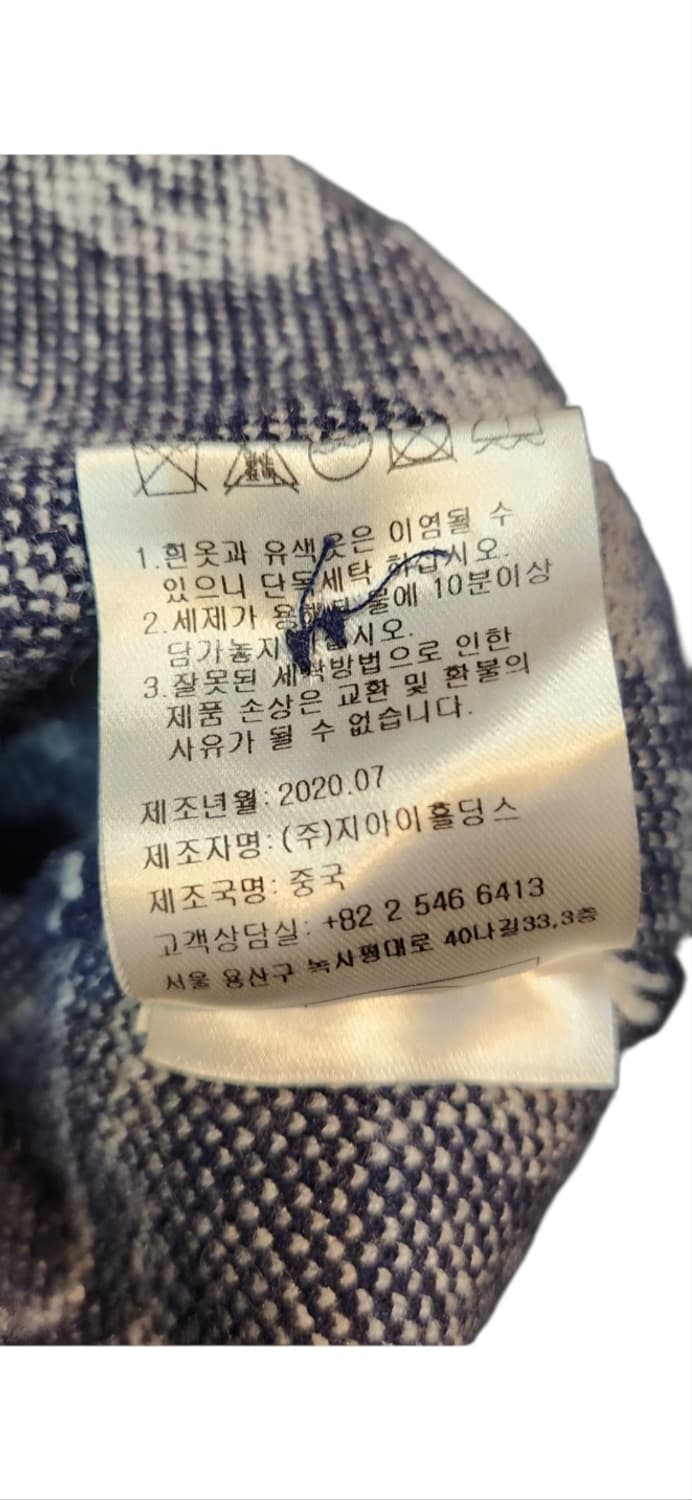 1.흰옷과 유색옷은 이염될 수
있으니 단독세탁 하십시오.
2.세제가 용해된 물에 10분이상
담가놓지 마십시오.
3.잘못된 세탁방법으로 인한
제품 손상은 교환 및 환불의
사유가 될 수 없습니다.
제조년월: 2020.07
제조자명: (주)지아이홀딩스
제조국명: 중국
고객상담실: +82 2 546 6413
서울 용산구 녹사평대로 40나길33,3층